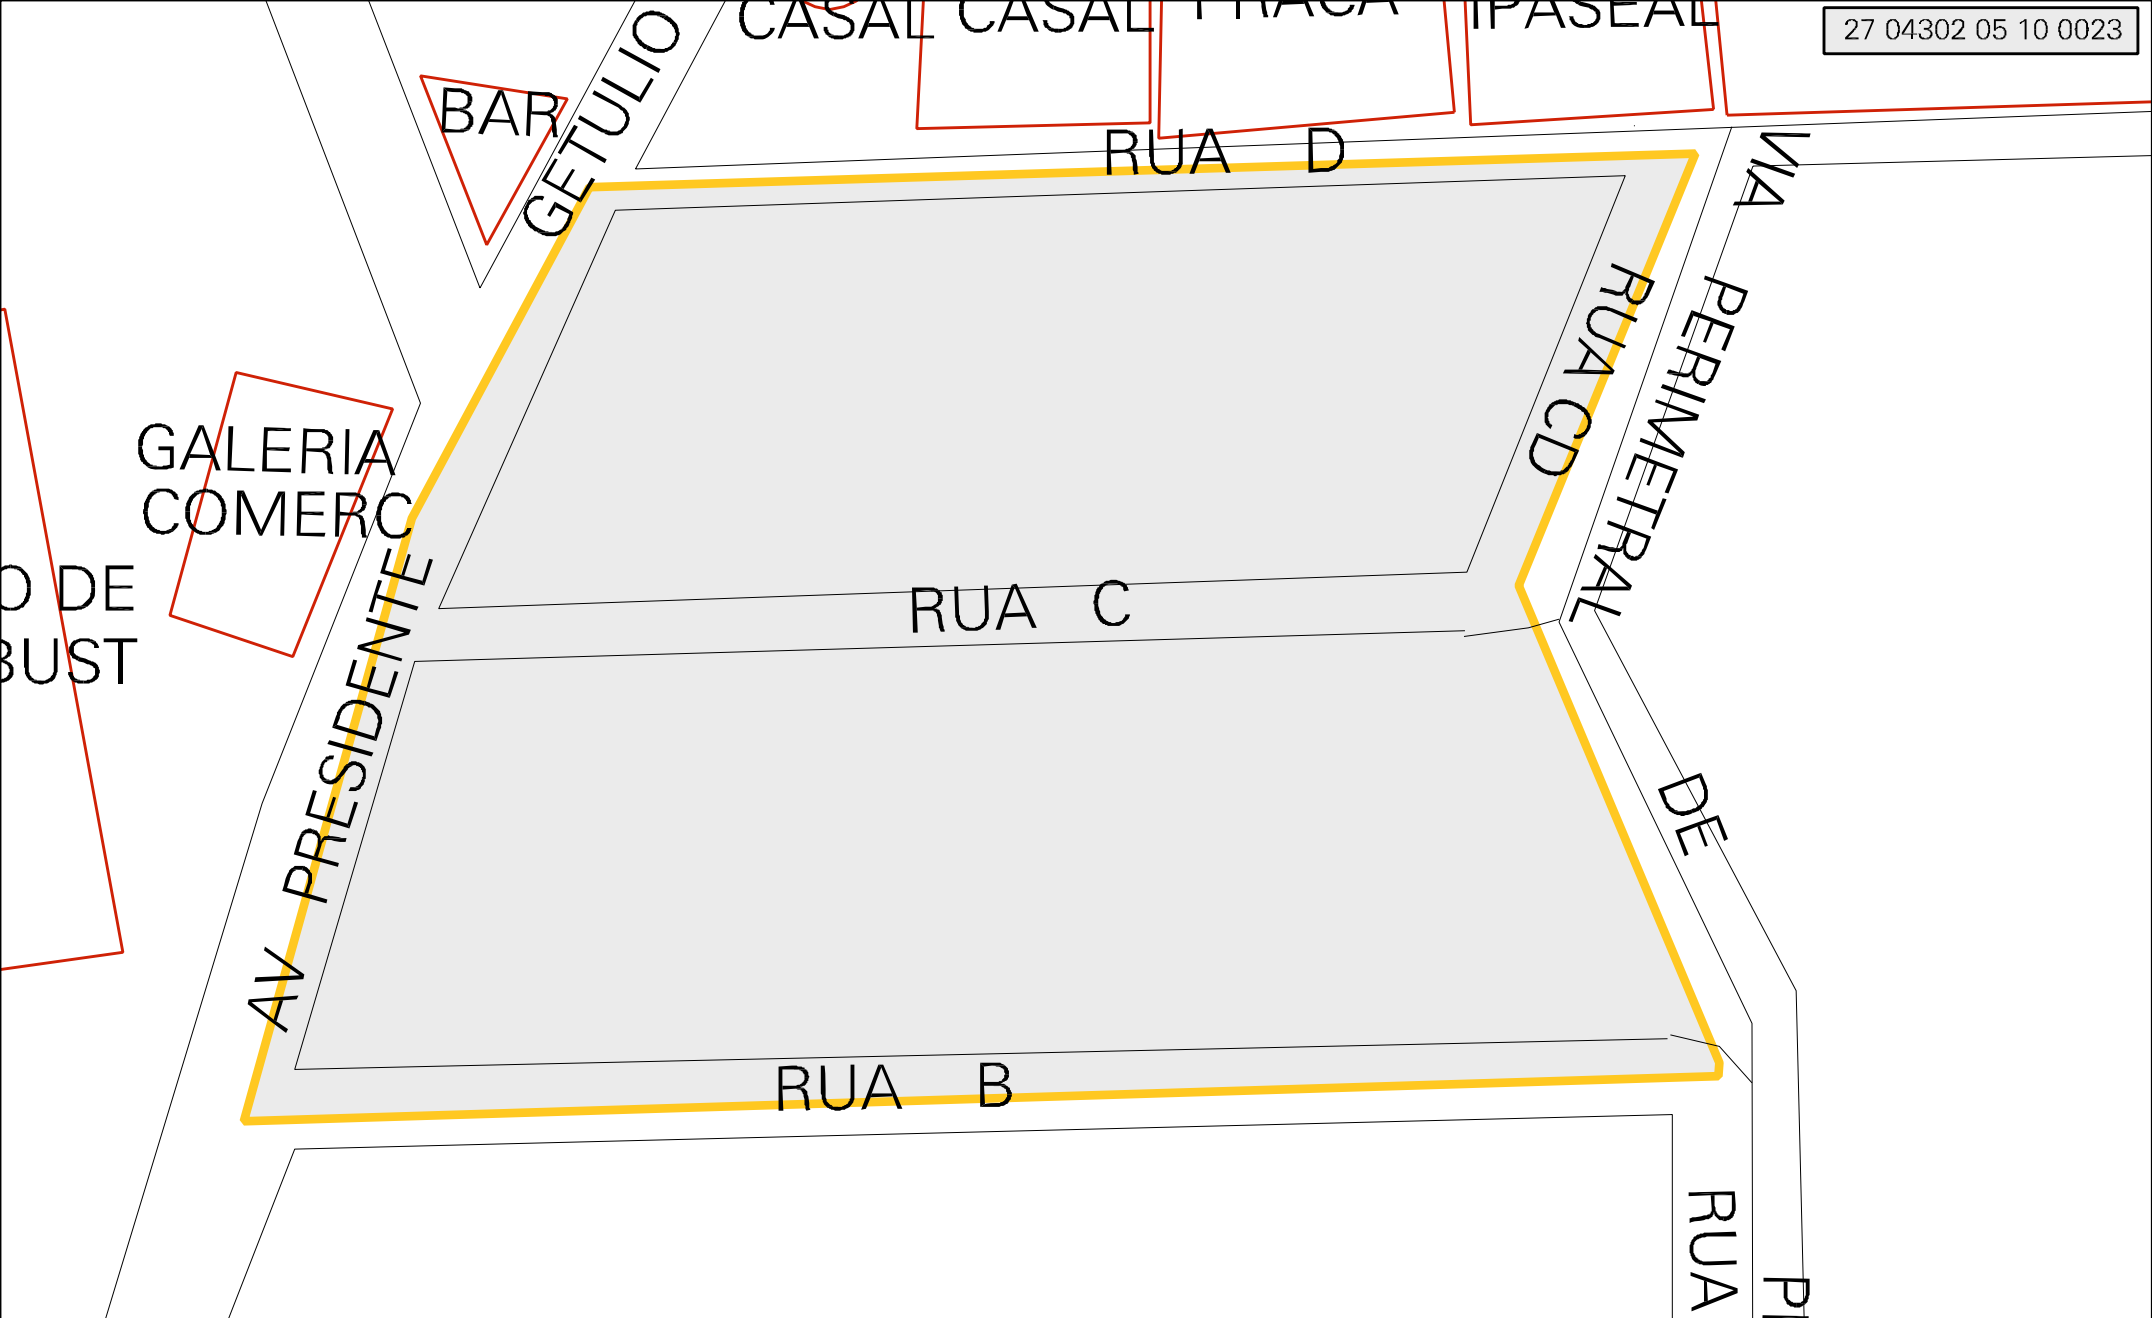 CASAL
CASAL
IPASEAL
27 04302 05 10 0023
BAR
GETULIO
RUA D
VIA
PERIMETRAL
RUA CD
GALERIA
COMERC
O DE
BUST
RUA C
AV PRESIDENTE
DE
RUA B
RUA